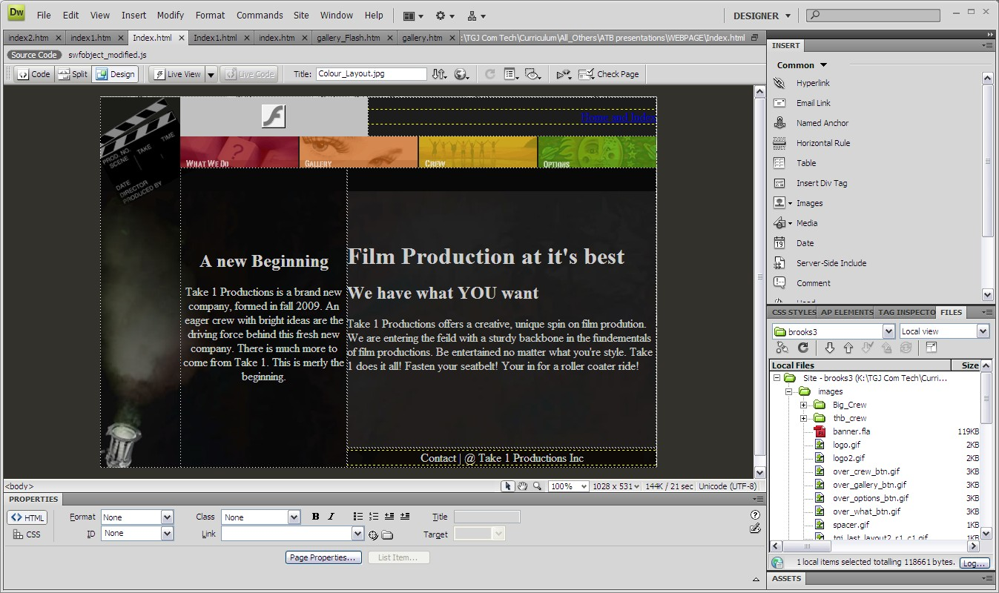 Dw File Edit View Insert Modify Format Commands Site Window Help DESIGNER
index2.htm index1.htm Index.html Index1.html index.htm gallery_Flash.htm gallery.htm :\TGJ Com Tech\Curriculum\All_Others\ATB presentations\WEBPAGE\Index.html
Source Code swfobject_modified.js
Code Split Design Live View Live Code Title: Colour_Layout.jpg Check Page
PROD. NO.
SCENE TAKE TIME
DATE
DIRECTOR
PRODUCED BY
Home and Index
WHAT WE DO GALLERY CREW OPTIONS
A new Beginning
Take 1 Productions is a brand new
company, formed in fall 2009. An
eager crew with bright ideas are the
driving force behind this fresh new
company. There is much more to
come from Take 1. This is merly the
beginning.
Film Production at it's best
We have what YOU want
Take 1 Productions offers a creative, unique spin on film prodution.
We are entering the feild with a sturdy backbone in the fundementals
of film productions. Be entertained no matter what you're style. Take
1 does it all! Fasten your seatbelt! Your in for a roller coater ride!
Contact | @ Take 1 Productions Inc
<body> 100% 1028 x 531 144K / 21 sec Unicode (UTF-8)
PROPERTIES
<> HTML Format None Class None B I Title
CSS ID None Link Target
Page Properties... List Item...
INSERT
Common
Hyperlink
Email Link
Named Anchor
Horizontal Rule
Table
Insert Div Tag
Images
Media
19 Date
Server-Side Include
Comment
Head
CSS STYLES AP ELEMENTS TAG INSPECTO FILES
brooks3 Local view
Local Files Size
Site - brooks3 (K:\TGJ Com Tech\Curri...
images
Big_Crew
thb_crew
banner.fla 119KB
logo.gif 2KB
logo2.gif 2KB
over_crew_btn.gif 3KB
over_gallery_btn.gif 3KB
over_options_btn.gif 3KB
over_what_btn.gif 3KB
spacer.gif 1KB
tgj_last_layout2_r1_c1.gif 1KB
1 local items selected totalling 118661 bytes. Log...
ASSETS